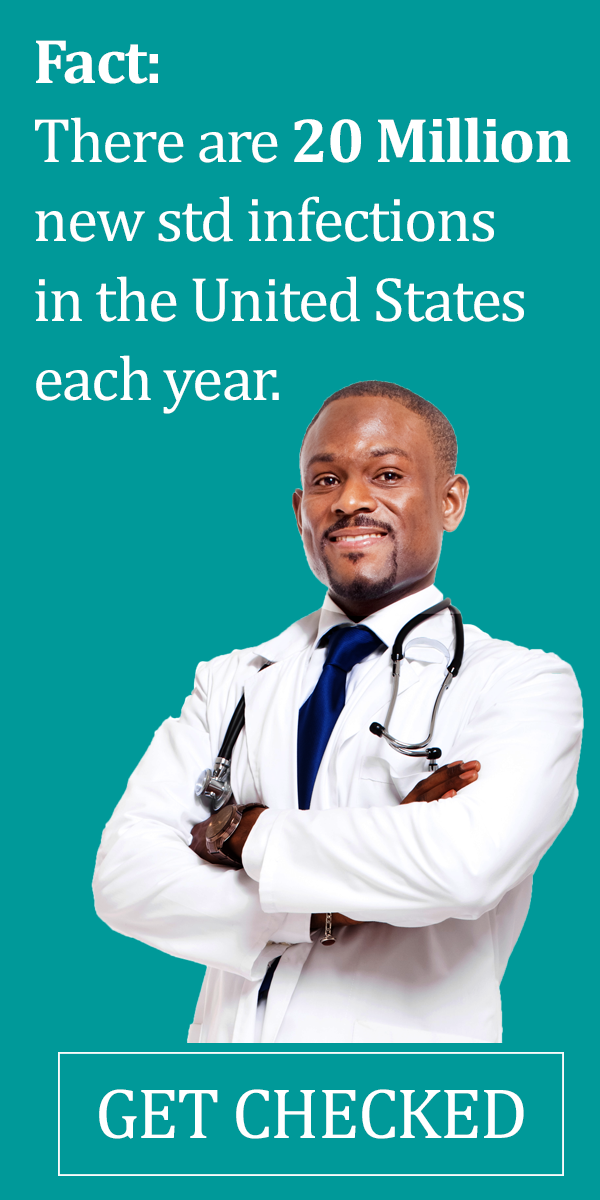 Fact:
There are 20 Million
new std infections
in the United States
each year.
GET CHECKED